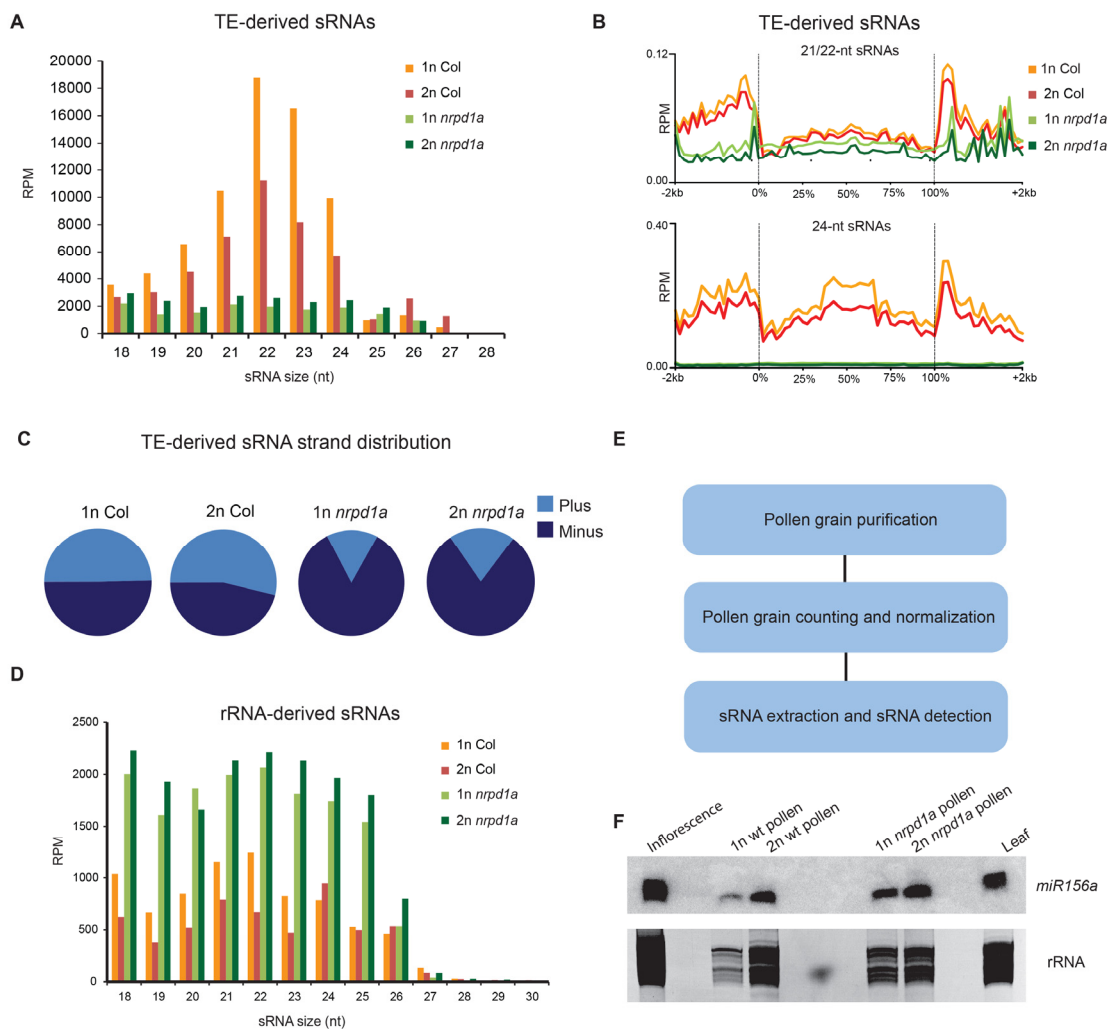 A
TE-derived sRNAs
20000
18000
16000
14000
12000
10000
8000
6000
4000
2000
0
RPM
1n Col
2n Col
1n nrpd1a
2n nrpd1a
18 19 20 21 22 23 24 25 26 27 28
sRNA size (nt)
B
TE-derived sRNAs
21/22-nt sRNAs
0.12
RPM
0.00
-2kb 0% 25% 50% 75% 100% +2kb
1n Col
2n Col
1n nrpd1a
2n nrpd1a
24-nt sRNAs
0.40
RPM
0.00
-2kb 0% 25% 50% 75% 100% +2kb
C
TE-derived sRNA strand distribution
1n Col
2n Col
1n nrpd1a
2n nrpd1a
Plus
Minus
D
rRNA-derived sRNAs
2500
2000
1500
1000
500
0
RPM
1n Col
2n Col
1n nrpd1a
2n nrpd1a
18 19 20 21 22 23 24 25 26 27 28 29 30
sRNA size (nt)
E
Pollen grain purification
Pollen grain counting and normalization
sRNA extraction and sRNA detection
F
Inflorescence
1n wt pollen
2n wt pollen
1n nrpd1a pollen
2n nrpd1a pollen
Leaf
miR156a
rRNA